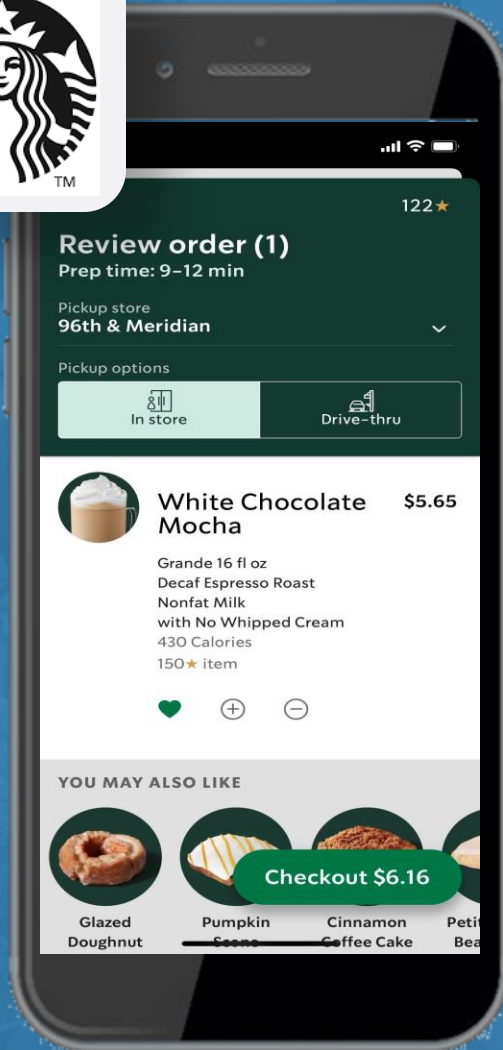 TM
122★
Review order (1)
Prep time: 9–12 min
Pickup store
96th & Meridian
Pickup options
In store
Drive-thru
White Chocolate Mocha $5.65
Grande 16 fl oz
Decaf Espresso Roast
Nonfat Milk
with No Whipped Cream
430 Calories
150★ item
YOU MAY ALSO LIKE
Checkout $6.16
Glazed
Doughnut
Pumpkin
Cinnamon
Coffee Cake